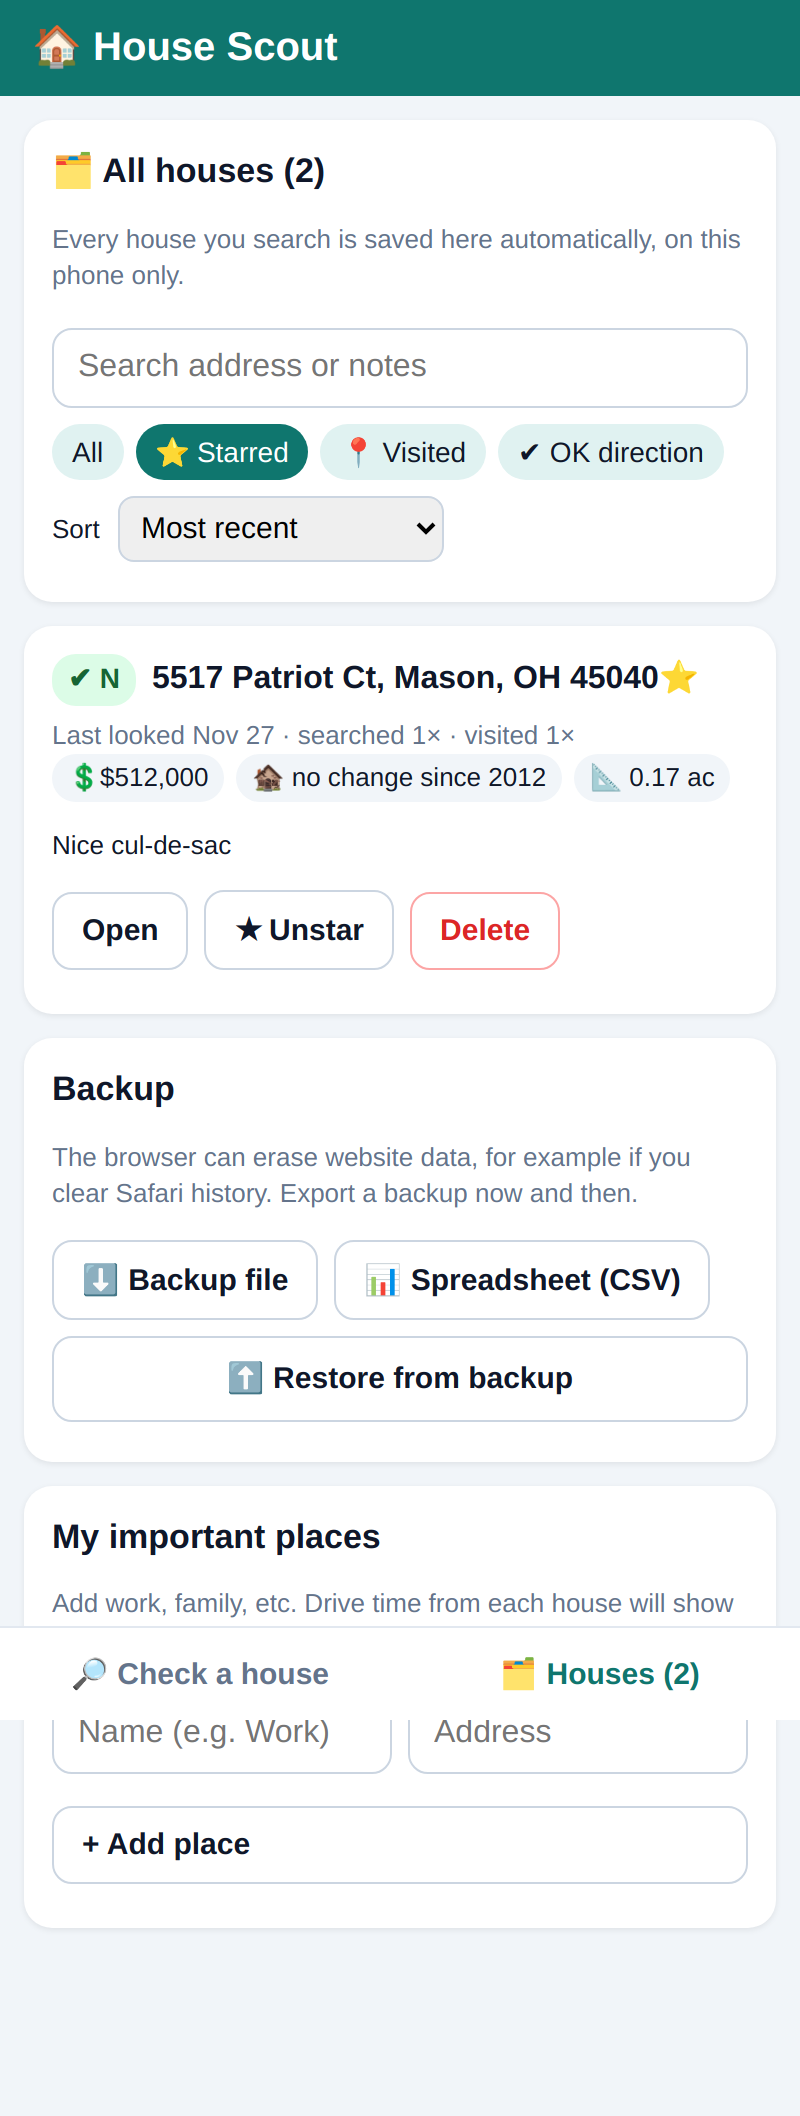 🏠 House Scout
🗂️ All houses (2)
Every house you search is saved here automatically, on this
phone only.
Search address or notes
All ⭐ Starred 📍 Visited ✔ OK direction
Sort Most recent
✔ N 5517 Patriot Ct, Mason, OH 45040⭐
Last looked Nov 27 · searched 1× · visited 1×
💲$512,000 🏚️ no change since 2012 📐 0.17 ac
Nice cul-de-sac
Open ★ Unstar Delete
Backup
The browser can erase website data, for example if you
clear Safari history. Export a backup now and then.
⬇️ Backup file 📊 Spreadsheet (CSV)
⬆️ Restore from backup
My important places
Add work, family, etc. Drive time from each house will show
🔎 Check a house 🗂️ Houses (2)
Name (e.g. Work) Address
+ Add place